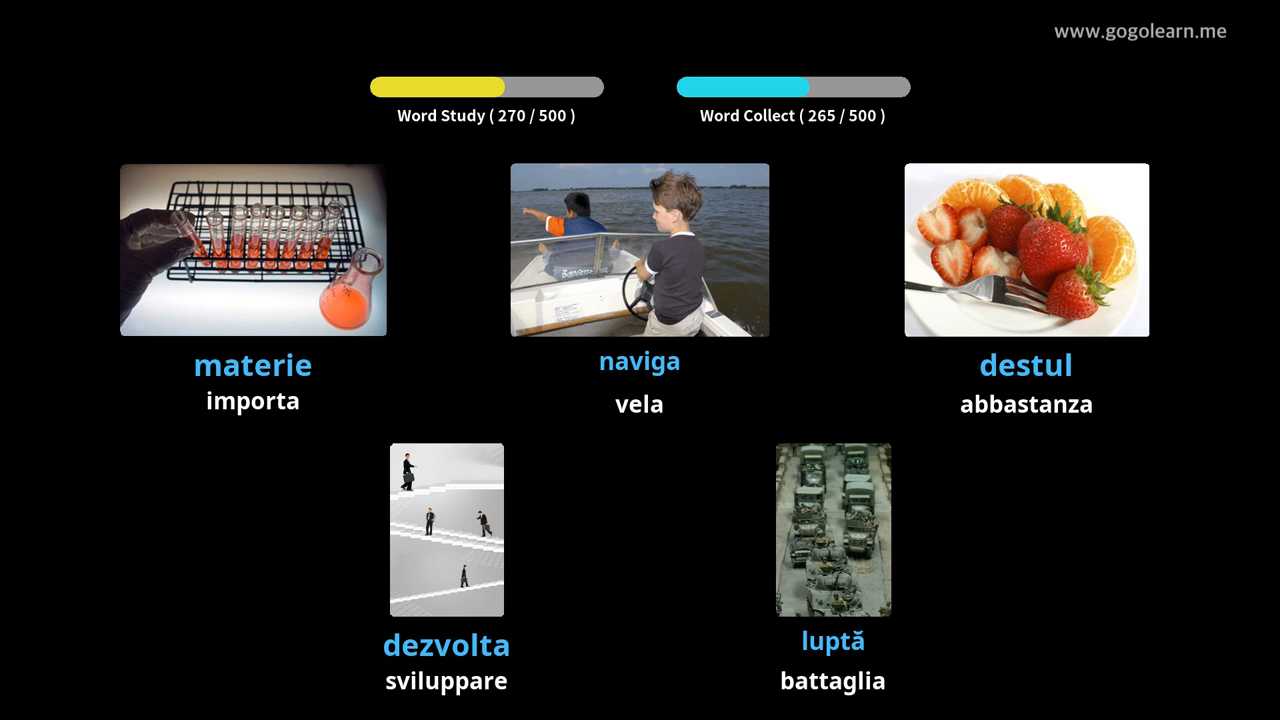 www.gogolearn.me
Word Study ( 270 / 500 )
Word Collect ( 265 / 500 )
materie
importa
naviga
vela
destul
abbastanza
dezvolta
sviluppare
luptă
battaglia